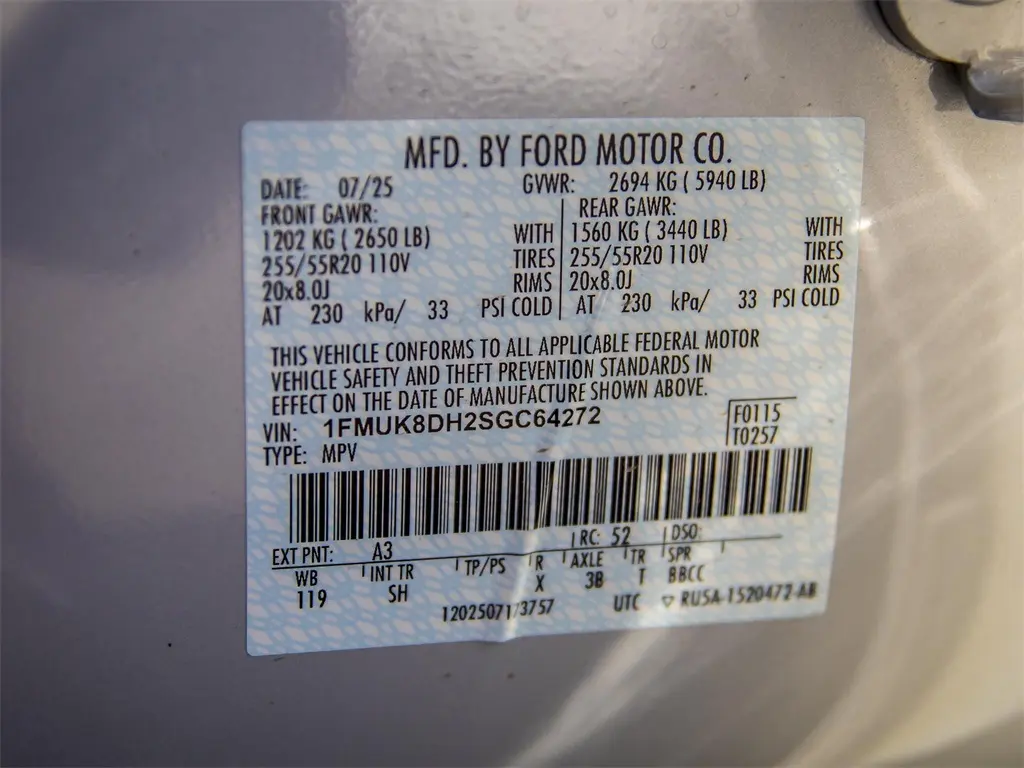 MFD. BY FORD MOTOR CO.
DATE: 07/25 GVWR: 2694 KG ( 5940 LB)
FRONT GAWR: REAR GAWR:
1202 KG ( 2650 LB) WITH 1560 KG ( 3440 LB) WITH
255/55R20 110V TIRES 255/55R20 110V TIRES
20x8.0J RIMS 20x8.0J RIMS
AT 230 kPa/ 33 PSI COLD AT 230 kPa/ 33 PSI COLD
THIS VEHICLE CONFORMS TO ALL APPLICABLE FEDERAL MOTOR
VEHICLE SAFETY AND THEFT PREVENTION STANDARDS IN
EFFECT ON THE DATE OF MANUFACTURE SHOWN ABOVE.
VIN: 1FMUK8DH2SGC64272 F0115
TYPE: MPV T0257
EXT PNT: A3 RC: 52 DSO:
WB INT TR TP/PS R AXLE TR SPR
119 SH X 3B T BBCC
1202507173757 UTC ▽ RU5A-1520472-AB